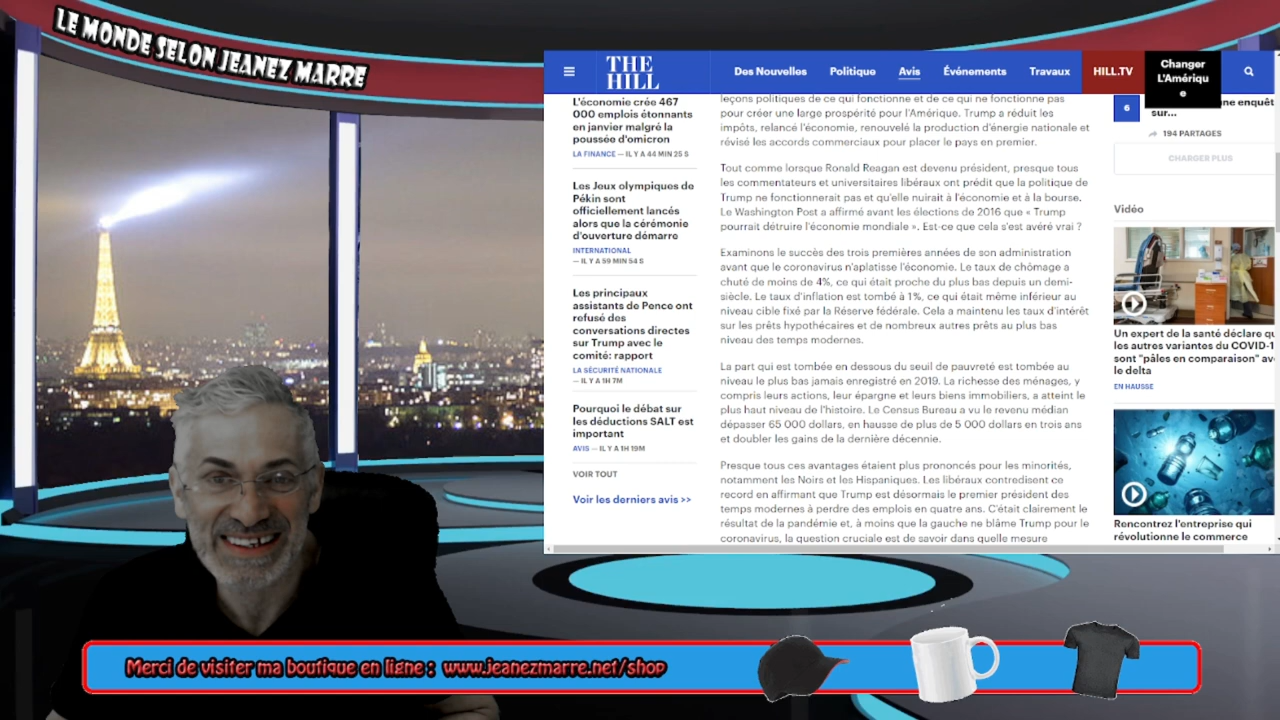 LE MONDE SELON JEANEZ MARRE
THE
HILL
Des Nouvelles
Politique
Avis
Événements
Travaux
HILL.TV
Changer
L'Amériqu
e
L'économie crée 467
000 emplois étonnants
en janvier malgré la
poussée d'omicron
LA FINANCE — IL Y A 44 MIN 25 S
Les Jeux olympiques de
Pékin sont
officiellement lancés
alors que la cérémonie
d'ouverture démarre
INTERNATIONAL
— IL Y A 59 MIN 54 S
Les principaux
assistants de Pence ont
refusé des
conversations directes
sur Trump avec le
comité: rapport
LA SÉCURITÉ NATIONALE
— IL Y A 1H 7M
Pourquoi le débat sur
les déductions SALT est
important
AVIS — IL Y A 1H 19M
VOIR TOUT
Voir les derniers avis >>
leçons politiques de ce qui fonctionne et de ce qui ne fonctionne pas
pour créer une large prospérité pour l'Amérique. Trump a réduit les
impôts, relancé l'économie, renouvelé la production d'énergie nationale et
révisé les accords commerciaux pour placer le pays en premier.
Tout comme lorsque Ronald Reagan est devenu président, presque tous
les commentateurs et universitaires libéraux ont prédit que la politique de
Trump ne fonctionnerait pas et qu'elle nuirait à l'économie et à la bourse.
Le Washington Post a affirmé avant les élections de 2016 que « Trump
pourrait détruire l'économie mondiale ». Est-ce que cela s'est avéré vrai ?
Examinons le succès des trois premières années de son administration
avant que le coronavirus n'aplatisse l'économie. Le taux de chômage a
chuté de moins de 4%, ce qui était proche du plus bas depuis un demi-
siècle. Le taux d'inflation est tombé à 1%, ce qui était même inférieur au
niveau cible fixé par la Réserve fédérale. Cela a maintenu les taux d'intérêt
sur les prêts hypothécaires et de nombreux autres prêts au plus bas
niveau des temps modernes.
La part qui est tombée en dessous du seuil de pauvreté est tombée au
niveau le plus bas jamais enregistré en 2019. La richesse des ménages, y
compris leurs actions, leur épargne et leurs biens immobiliers, a atteint le
plus haut niveau de l'histoire. Le Census Bureau a vu le revenu médian
dépasser 65 000 dollars, en hausse de plus de 5 000 dollars en trois ans
et doubler les gains de la dernière décennie.
Presque tous ces avantages étaient plus prononcés pour les minorités,
notamment les Noirs et les Hispaniques. Les libéraux contredisent ce
record en affirmant que Trump est désormais le premier président des
temps modernes à perdre des emplois en quatre ans. C'était clairement le
résultat de la pandémie et, à moins que la gauche ne blâme Trump pour le
coronavirus, la question cruciale est de savoir dans quelle mesure
6
ne enquêt
sur...
194 PARTAGES
CHARGER PLUS
Vidéo
Un expert de la santé déclare qu
les autres variantes du COVID-1
sont "pâles en comparaison" ave
le delta
EN HAUSSE
Rencontrez l'entreprise qui
révolutionne le commerce
Merci de visiter ma boutique en ligne : www.jeanezmarre.net/shop